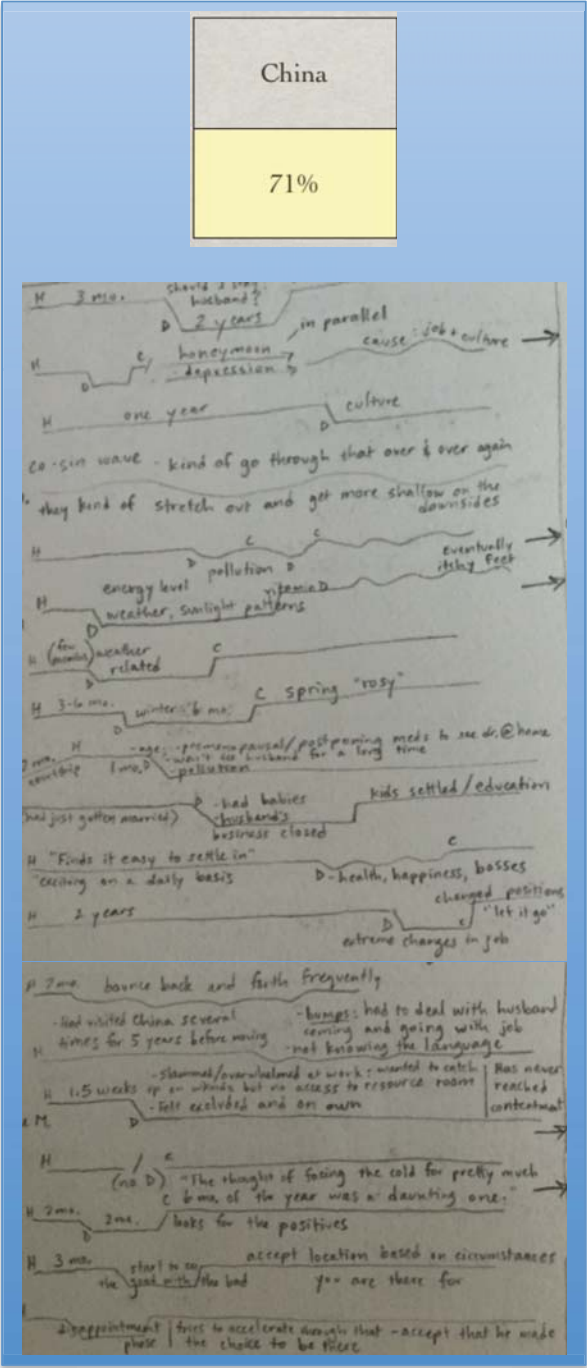 China
71%
should I stay
H 3 mo. husband?
D 2 years
in parallel
H D C honeymoon cause: job + culture
depression
H one year D culture
co-sin wave - kind of go through that over & over again
they kind of stretch out and get more shallow on the
downsides
H D C D C
pollution eventually
itchy feet
energy level vitamin D
H D weather, sunlight patterns
H (few months) weather C
D related
H 3-6 mo. D winter "6 mo." C spring "rosy"
H - age: - premenopausal/postponing meds to see dr. @ home
1 mo. D - won't see husband for a long time
pollution
D - had babies kids settled/education
had just gotten married) - husband's
business closed
H "Finds it easy to settle in" C
"exciting on a daily basis D - health, happiness, bosses
changed positions
H 2 years D C "let it go"
extreme changes in job
H 2mo. bounce back and forth frequently
- Had visited China several - bumps: had to deal with husband
times for 5 years before moving coming and going with job
H - not knowing the language
- slammed/overwhelmed at work: wanted to catch Has never
H 1.5 weeks up on whands but no access to resource room reached
D - Felt excluded and on own contentment
M.
H / C
(no D) - "The thought of facing the cold for pretty much
C 6 mo. of the year was a daunting one."
H 2mo. D 2mo. / looks for the positives
H 3 mo. start to accept location based on circumstances
the good with/the bad you are there for
disappointment tries to accelerate through that - accept that he made
phase the choice to be there